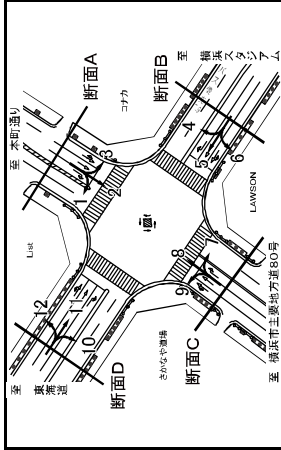 至 本町通り
断面A
コナカ
断面B
至 横浜スタジアム
List
1
2
3
4
5
6
LAWSON
7
8
9
断面C
至 横浜市主要地方道80号
さかなや道場
10
11
12
断面D
至 東海道